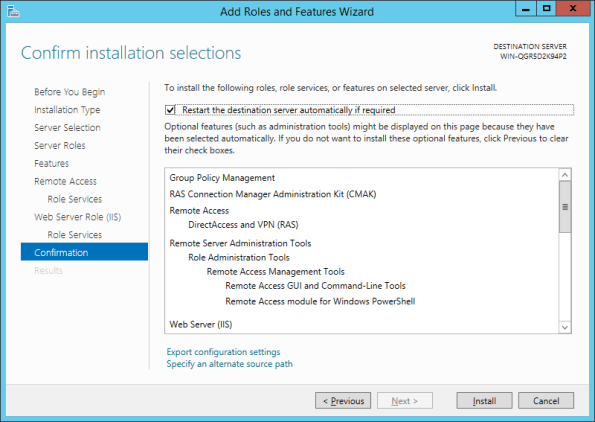 Add Roles and Features Wizard
Confirm installation selections
DESTINATION SERVER
WIN-QGR5D2K94P2
Before You Begin
Installation Type
Server Selection
Server Roles
Features
Remote Access
Role Services
Web Server Role (IIS)
Role Services
Confirmation
Results
To install the following roles, role services, or features on selected server, click Install.
Restart the destination server automatically if required
Optional features (such as administration tools) might be displayed on this page because they have
been selected automatically. If you do not want to install these optional features, click Previous to clear
their check boxes.
Group Policy Management
RAS Connection Manager Administration Kit (CMAK)
Remote Access
DirectAccess and VPN (RAS)
Remote Server Administration Tools
Role Administration Tools
Remote Access Management Tools
Remote Access GUI and Command-Line Tools
Remote Access module for Windows PowerShell
Web Server (IIS)
Export configuration settings
Specify an alternate source path
< Previous
Next >
Install
Cancel